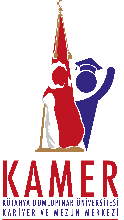 KAMER
KÜTAHYA DUMLUPINAR ÜNİVERSİTESİ
KARİYER VE MEZUN MERKEZİ